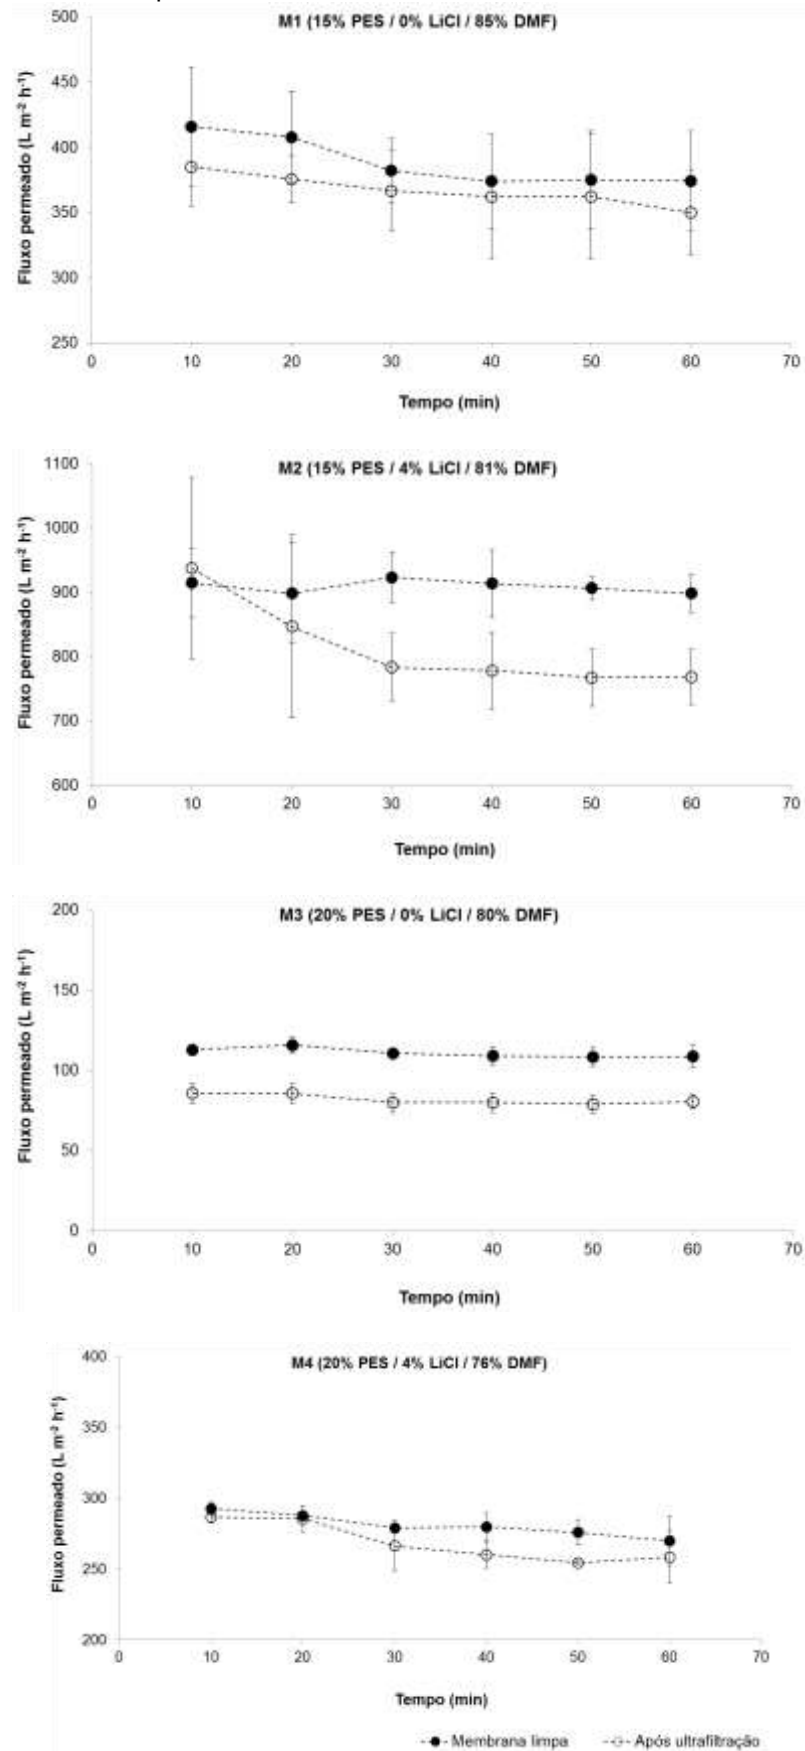 M1 (15% PES / 0% LiCl / 85% DMF)
Fluxo permeado (L m⁻² h⁻¹)
500
450
400
350
300
250
0 10 20 30 40 50 60 70
Tempo (min)
M2 (15% PES / 4% LiCl / 81% DMF)
Fluxo permeado (L m⁻² h⁻¹)
1100
1000
900
800
700
600
0 10 20 30 40 50 60 70
Tempo (min)
M3 (20% PES / 0% LiCl / 80% DMF)
Fluxo permeado (L m⁻² h⁻¹)
200
150
100
50
0
0 10 20 30 40 50 60 70
Tempo (min)
M4 (20% PES / 4% LiCl / 76% DMF)
Fluxo permeado (L m⁻² h⁻¹)
400
350
300
250
200
0 10 20 30 40 50 60 70
Tempo (min)
Membrana limpa Após ultrafiltração